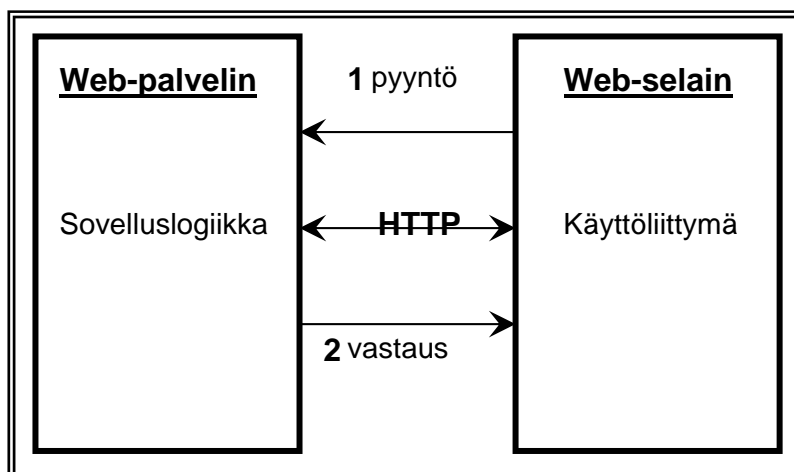 Web-palvelin
1 pyyntö
Web-selain
Sovelluslogiikka
HTTP
Käyttöliittymä
2 vastaus